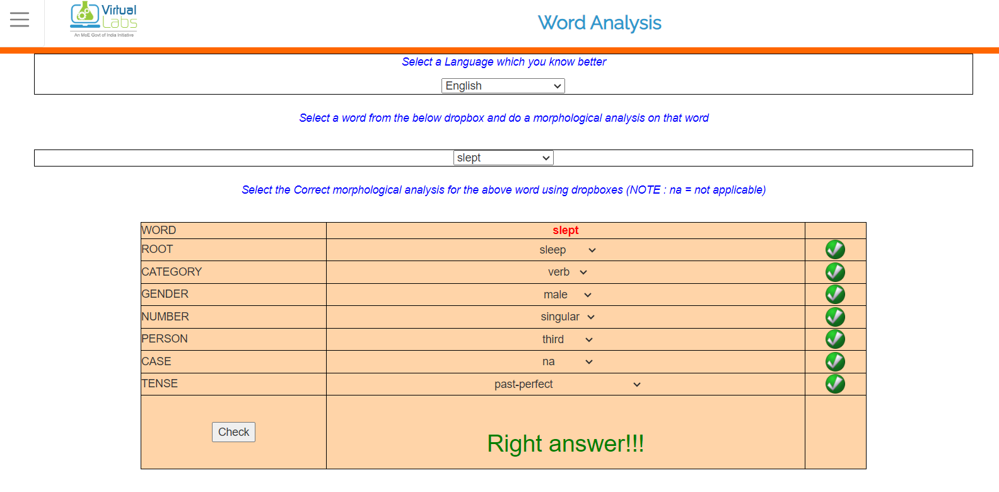 Virtual
Labs
An MoE Govt of India Initiative
Word Analysis
Select a Language which you know better
English
Select a word from the below dropbox and do a morphological analysis on that word
slept
Select the Correct morphological analysis for the above word using dropboxes (NOTE : na = not applicable)
WORD slept
ROOT sleep
CATEGORY verb
GENDER male
NUMBER singular
PERSON third
CASE na
TENSE past-perfect
Check Right answer!!!